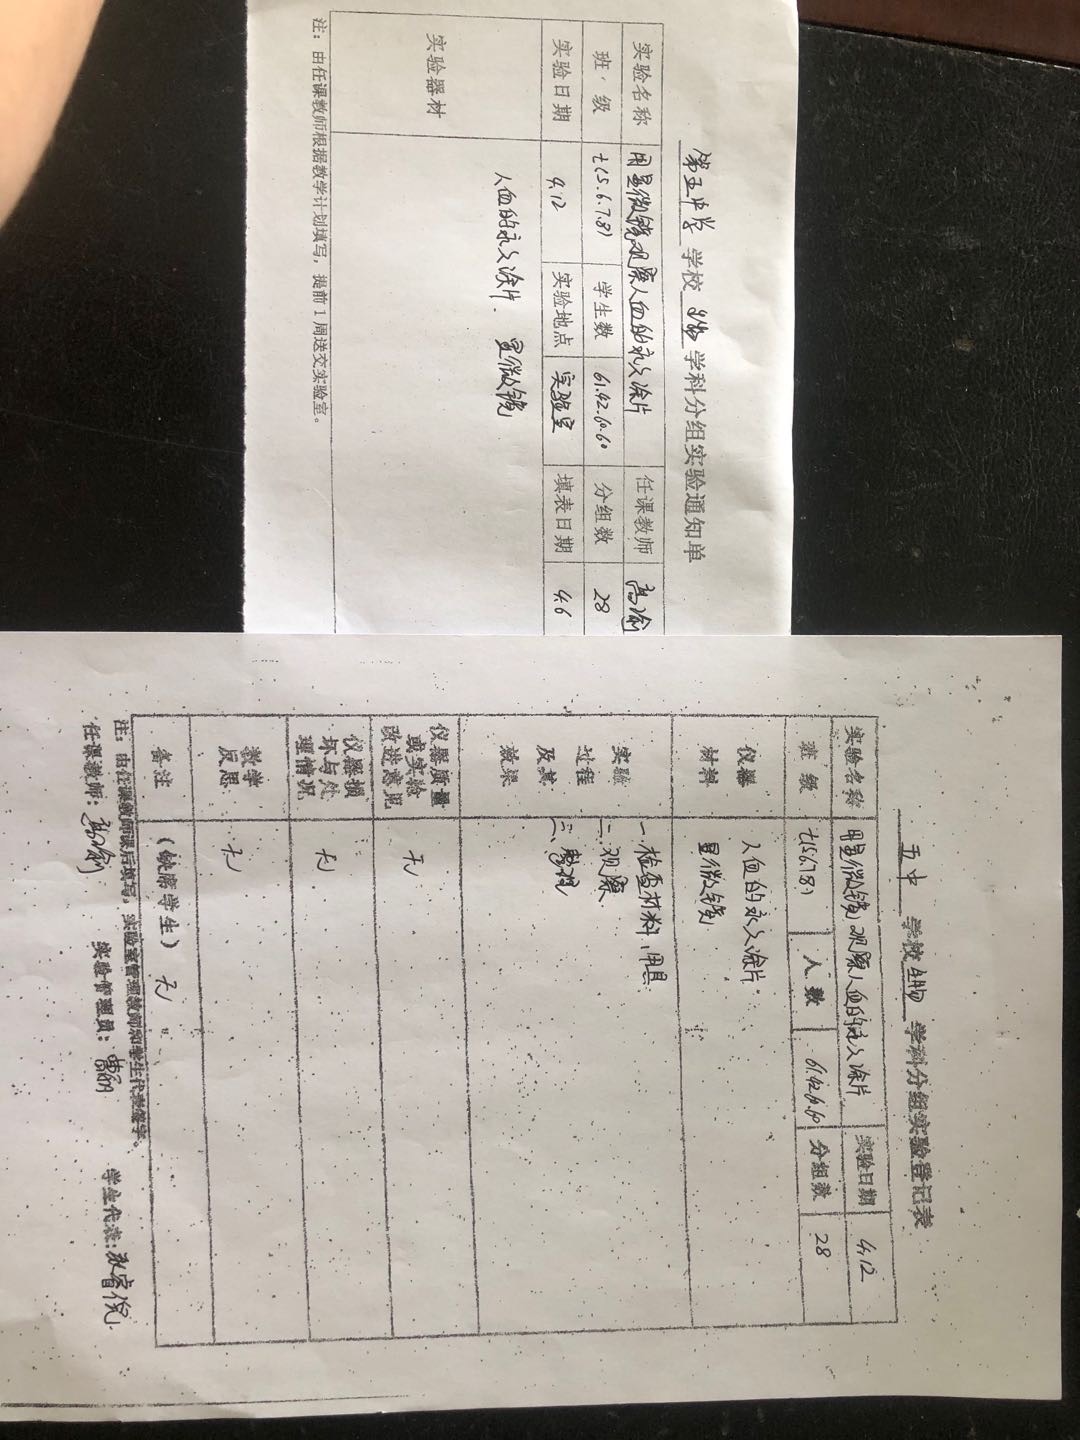 第五中学 学校 生物 学科分组实验通知单
实验名称 用显微镜观察人血的永久涂片 任课教师 高瑜
班·级 七(5.6.7.8) 学生数 61.42.60.60 分组数 28
实验日期 4.12 实验地点 实验室 填表日期 4.6
实验器材 人血的永久涂片. 显微镜
注：由任课教师根据教学计划填写，提前1周送交实验室。
五中 学校 生物 学科分组实验登记表
实验名称 用显微镜观察人血的永久涂片 实验日期 4.12
班级 七(5.6.7.8) 人数 61.42.60.60 分组数 28
仪器材料 人血的永久涂片.
显微镜
实验过程及其效果 一、检查材料、用具
二、观察
三、整理
仪器质量或实验改进意见 无
仪器损坏与处理情况 无
教学反思 无
备注 (缺席学生) 无
注：由任课教师课后填写，实验室管理教师和学生代表签字。
任课教师：高瑜 实验管理员： 学生代表：